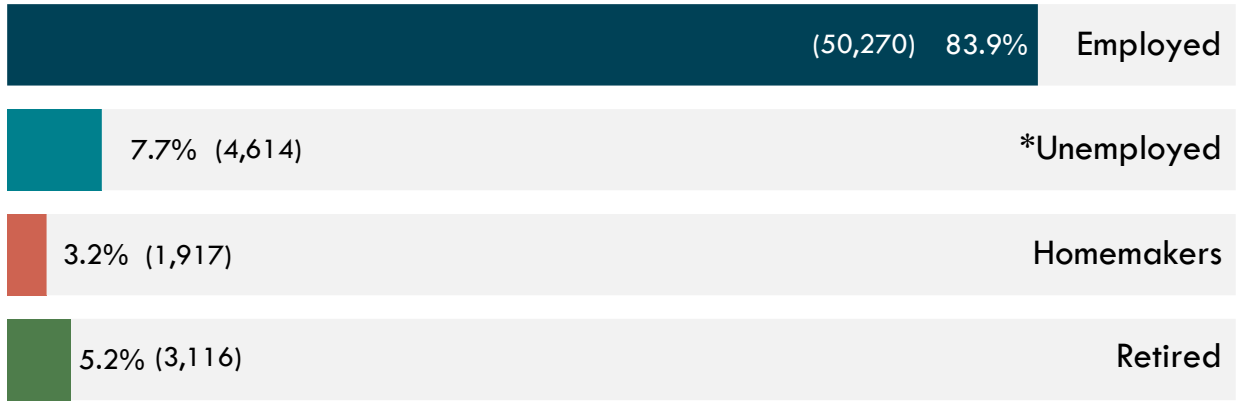 (50,270) 83.9% Employed
7.7% (4,614) *Unemployed
3.2% (1,917) Homemakers
5.2% (3,116) Retired